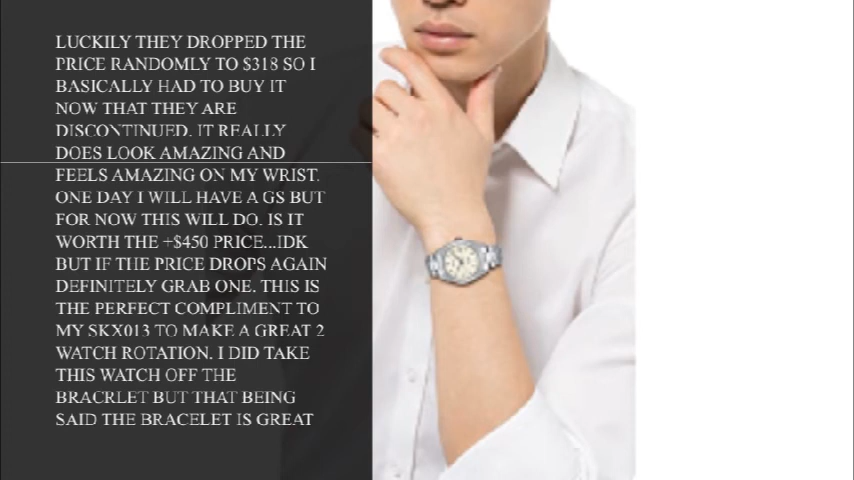 LUCKILY THEY DROPPED THE
PRICE RANDOMLY TO $318 SO I
BASICALLY HAD TO BUY IT
NOW THAT THEY ARE
DISCONTINUED. IT REALLY
DOES LOOK AMAZING AND
FEELS AMAZING ON MY WRIST.
ONE DAY I WILL HAVE A GS BUT
FOR NOW THIS WILL DO. IS IT
WORTH THE +$450 PRICE...IDK
BUT IF THE PRICE DROPS AGAIN
DEFINITELY GRAB ONE. THIS IS
THE PERFECT COMPLIMENT TO
MY SKX013 TO MAKE A GREAT 2
WATCH ROTATION. I DID TAKE
THIS WATCH OFF THE
BRACRLET BUT THAT BEING
SAID THE BRACELET IS GREAT